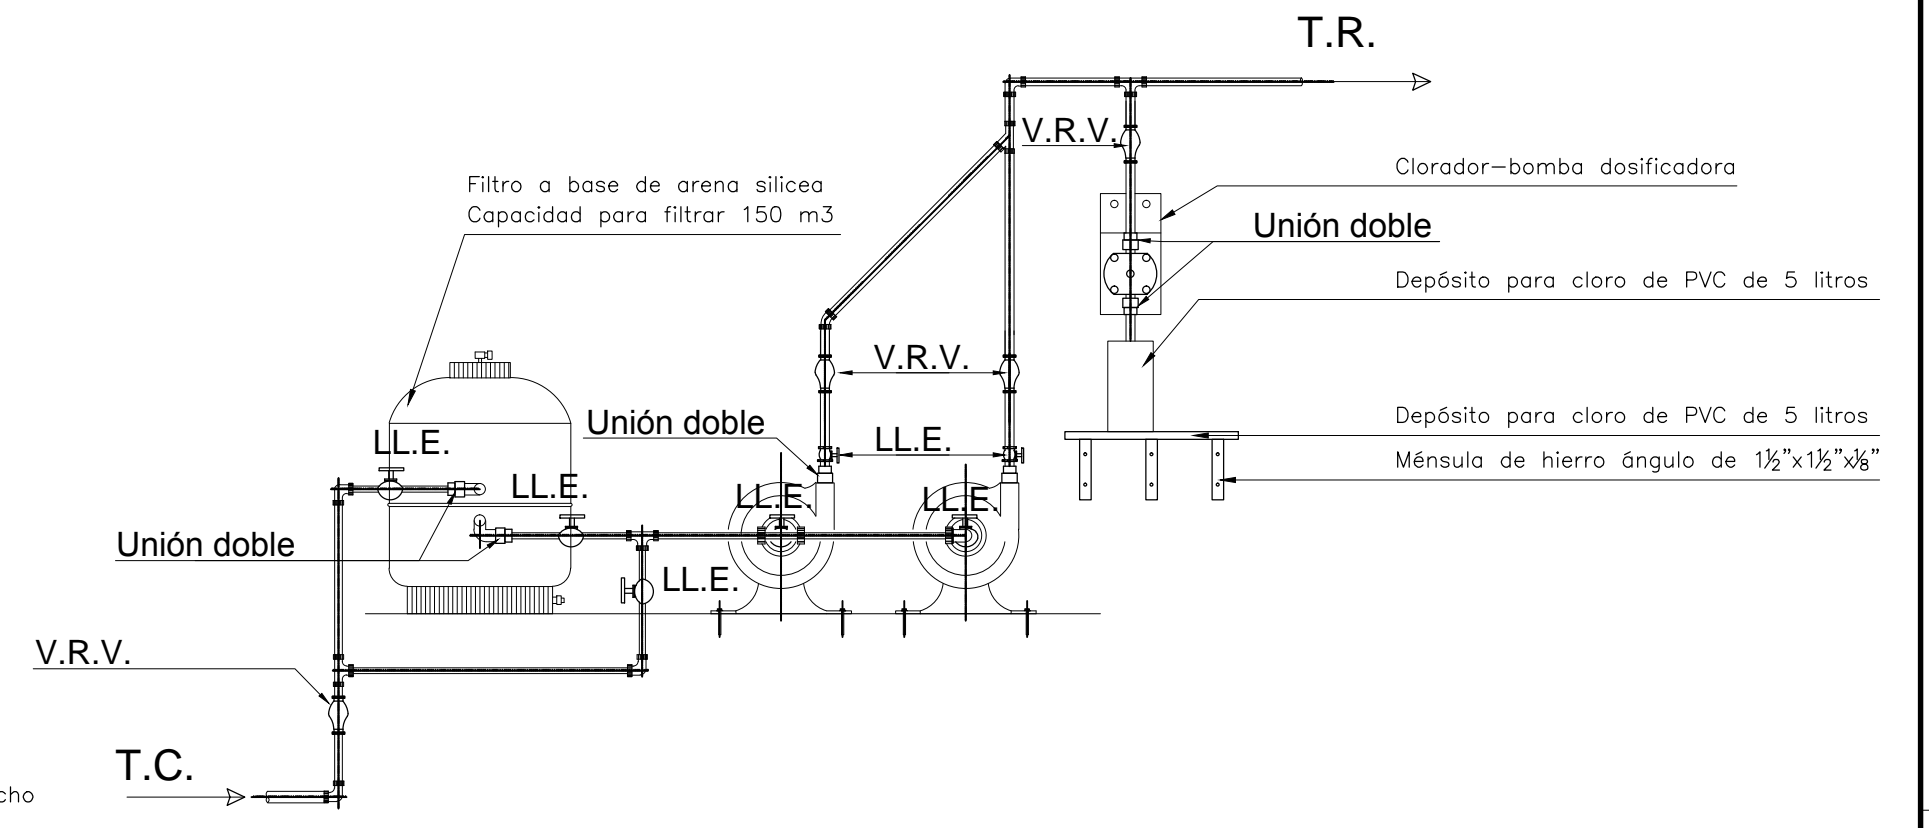 T.R.
V.R.V.
Clorador-bomba dosificadora
Filtro a base de arena silicea
Capacidad para filtrar 150 m3
Unión doble
Depósito para cloro de PVC de 5 litros
V.R.V.
Unión doble
LL.E.
LL.E.
Depósito para cloro de PVC de 5 litros
Ménsula de hierro ángulo de 1½"x1½"x⅛"
LL.E.
LL.E.
LL.E.
Unión doble
LL.E.
V.R.V.
T.C.
cho